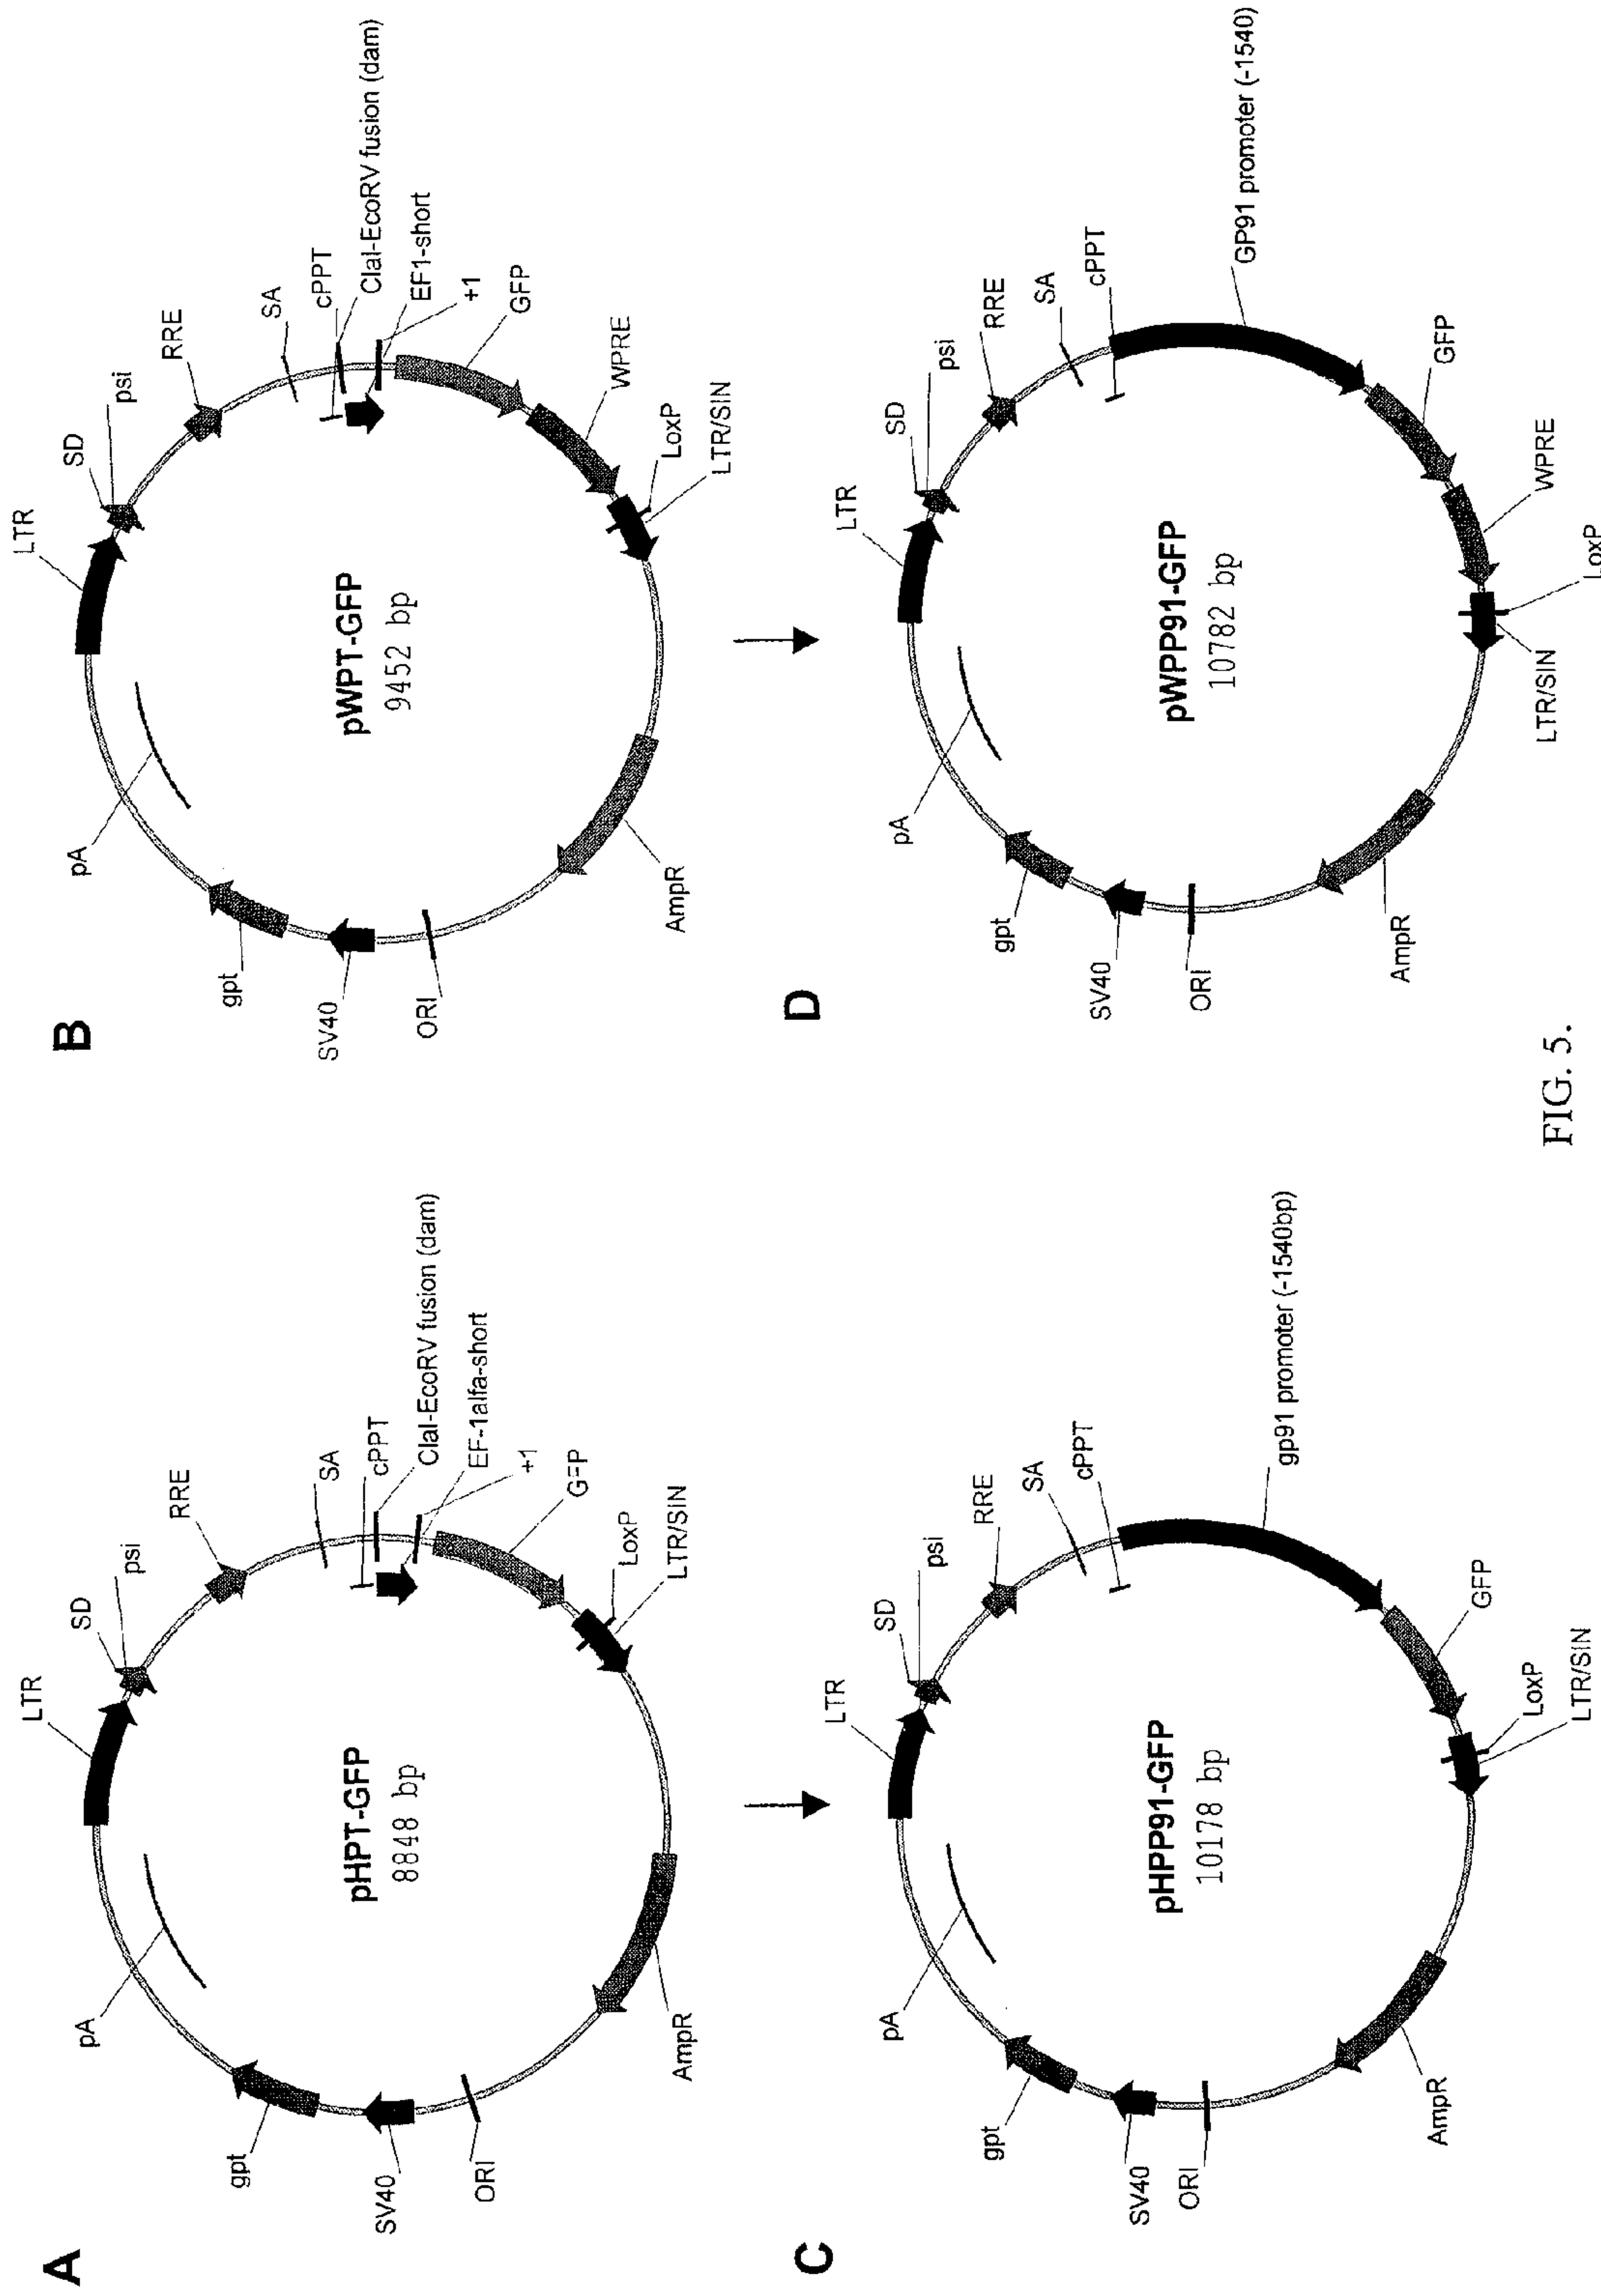 A
LTR
SD
psi
RRE
SA
cPPT
ClaI-EcoRV fusion (dam)
EF-1alfa-short
+1
GFP
LoxP
LTR/SIN
AmpR
ORI
SV40
gpt
pA
pHPT-GFP
8848 bp
B
LTR
SD
psi
RRE
SA
cPPT
ClaI-EcoRV fusion (dam)
EF1-short
+1
GFP
WPRE
LoxP
LTR/SIN
AmpR
ORI
SV40
gpt
pA
pWPT-GFP
9452 bp
C
LTR
SD
psi
RRE
SA
cPPT
gp91 promoter (-1540bp)
GFP
LoxP
LTR/SIN
AmpR
ORI
SV40
gpt
pA
pHPP91-GFP
10178 bp
D
LTR
SD
psi
RRE
SA
cPPT
GP91 promoter (-1540)
GFP
WPRE
LoxP
LTR/SIN
AmpR
ORI
SV40
gpt
pA
pWPP91-GFP
10782 bp
FIG. 5.